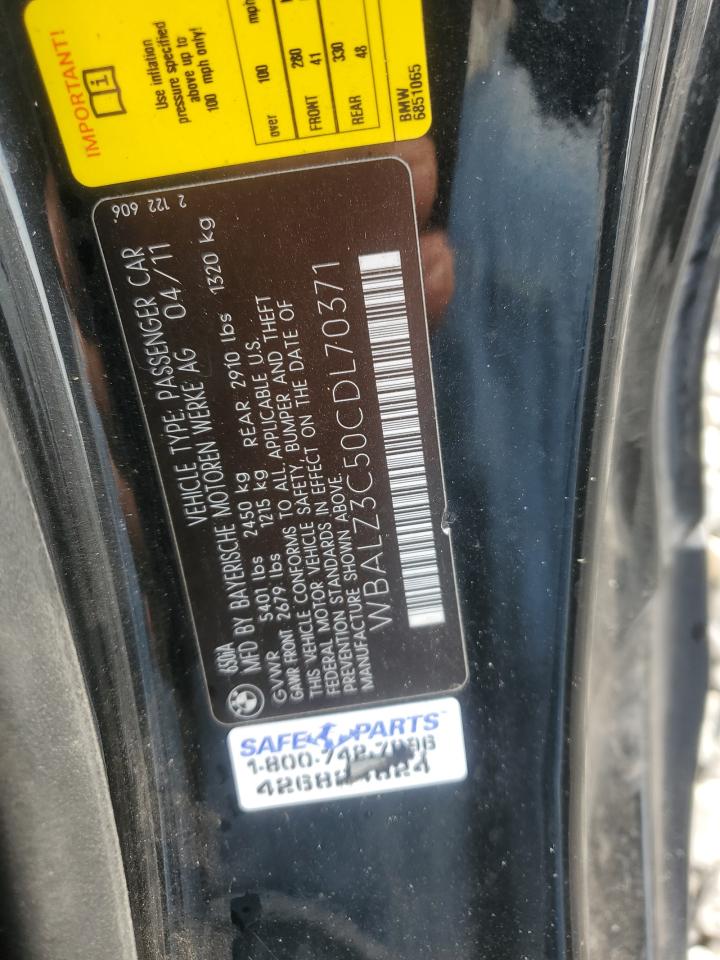 IMPORTANT!
Use inflation
pressure specified
above up to
100 mph only!
over 100 mph
FRONT 280 41
REAR 330 48
BMW
6851065
2 122 606
650iA
VEHICLE TYPE: PASSENGER CAR
MFD BY BAYERISCHE MOTOREN WERKE AG 04/11
GVWR 5401 lbs 2450 kg REAR 2910 lbs 1320 kg
GAWR FRONT 2679 lbs 1215 kg
THIS VEHICLE CONFORMS TO ALL APPLICABLE U.S.
FEDERAL MOTOR VEHICLE SAFETY, BUMPER AND THEFT
PREVENTION STANDARDS IN EFFECT ON THE DATE OF
MANUFACTURE SHOWN ABOVE.
WBALZ3C50CDL70371
SAFE PARTS